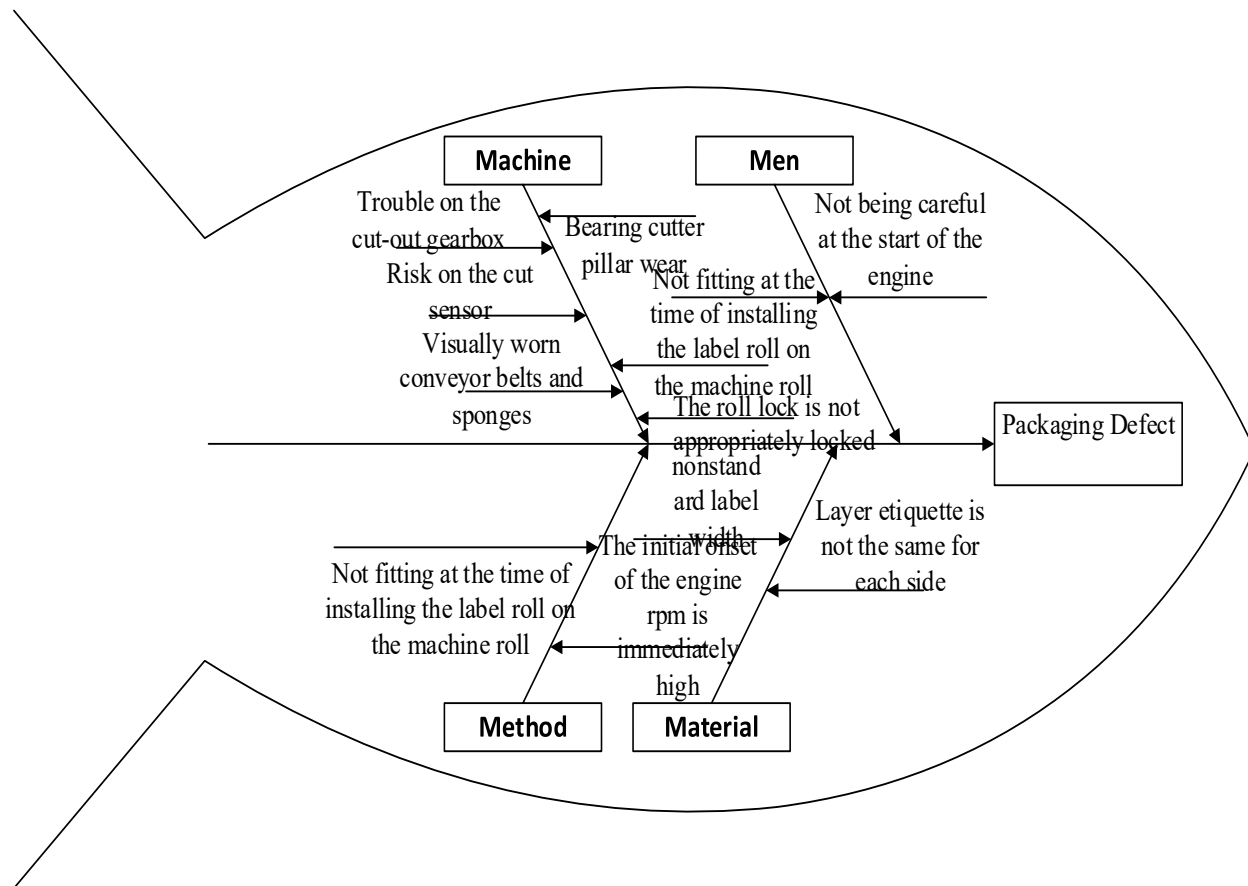 Machine
Men
Trouble on the
cut-out gearbox
Bearing cutter
pillar wear
Not being careful
at the start of the
engine
Risk on the cut
sensor
Not fitting at the
time of installing
the label roll on
the machine roll
Visually worn
conveyor belts and
sponges
The roll lock is not
appropriately locked
Packaging Defect
nonstand
ard label
width
Layer etiquette is
not the same for
each side
The initial onset
of the engine
rpm is
immediately
high
Not fitting at the time of
installing the label roll on
the machine roll
Method
Material